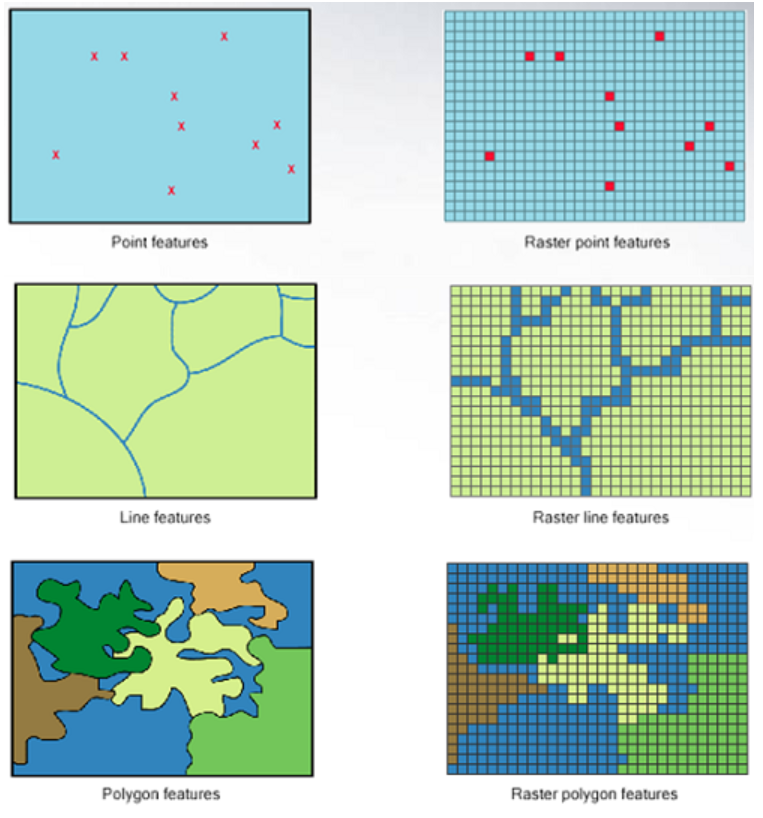 Point features
Raster point features
Line features
Raster line features
Polygon features
Raster polygon features